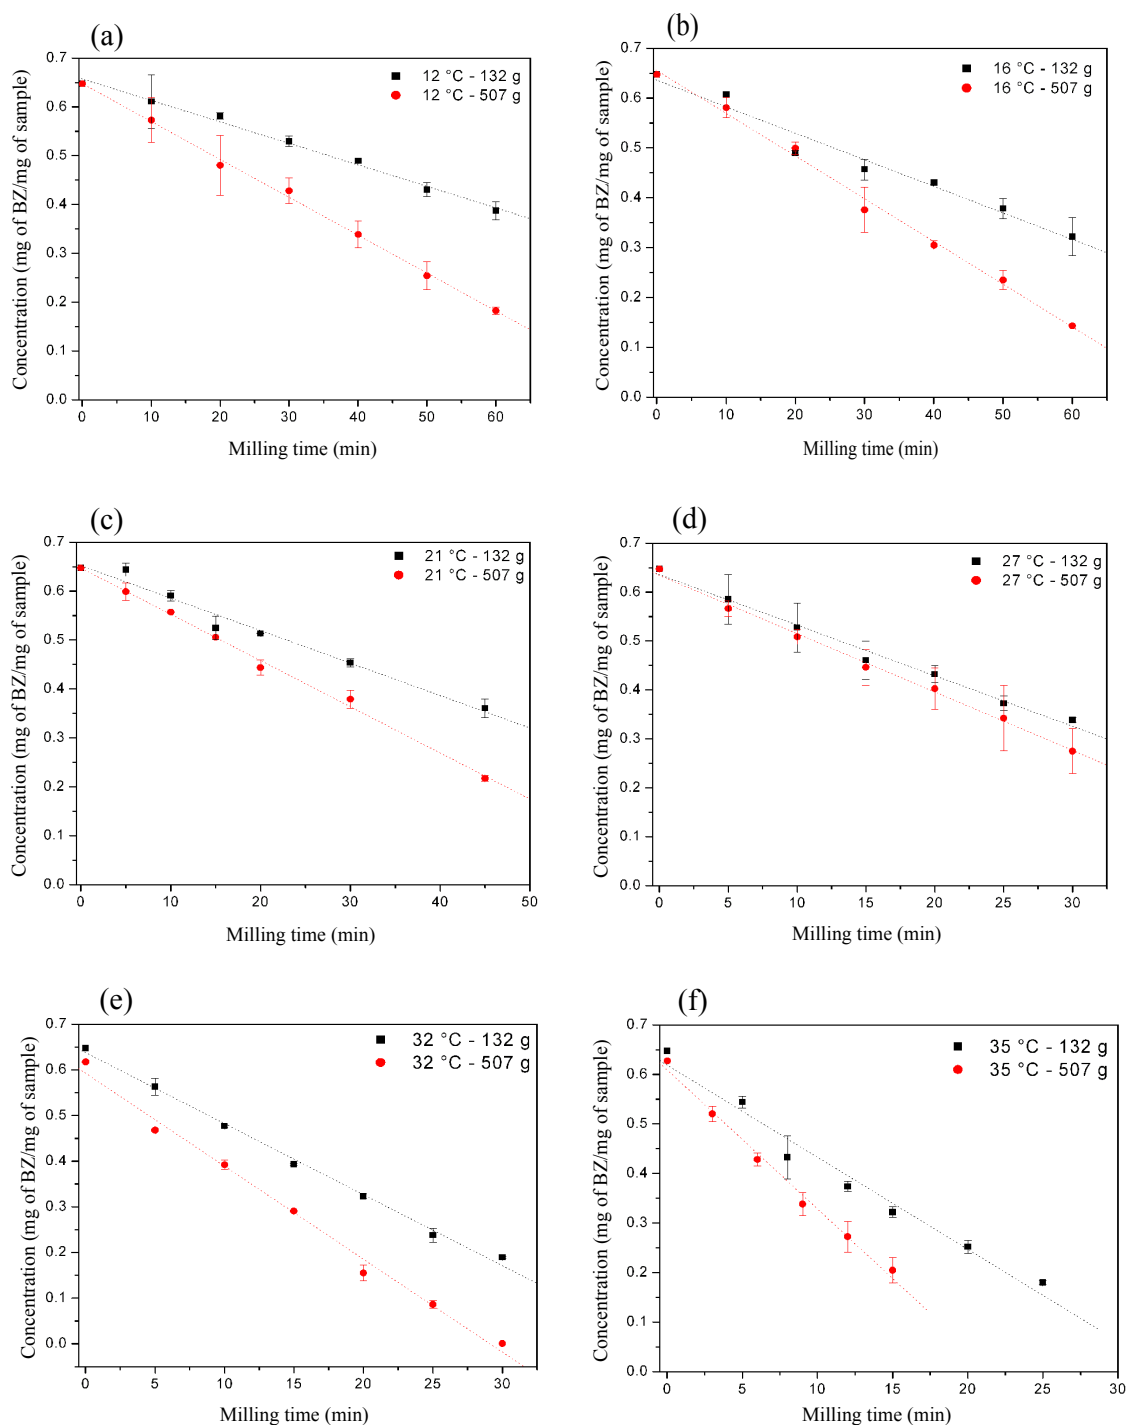 (a)
12 °C - 132 g
12 °C - 507 g
Concentration (mg of BZ/mg of sample)
0.7
0.6
0.5
0.4
0.3
0.2
0.1
0.0
0 10 20 30 40 50 60
Milling time (min)
(b)
16 °C - 132 g
16 °C - 507 g
Concentration (mg of BZ/mg of sample)
0.7
0.6
0.5
0.4
0.3
0.2
0.1
0.0
0 10 20 30 40 50 60
Milling time (min)
(c)
21 °C - 132 g
21 °C - 507 g
Concentration (mg of BZ/mg of sample)
0.7
0.6
0.5
0.4
0.3
0.2
0.1
0.0
0 10 20 30 40 50
Milling time (min)
(d)
27 °C - 132 g
27 °C - 507 g
Concentration (mg of BZ/mg of sample)
0.7
0.6
0.5
0.4
0.3
0.2
0.1
0.0
0 5 10 15 20 25 30
Milling time (min)
(e)
32 °C - 132 g
32 °C - 507 g
Concentration (mg of BZ/mg of sample)
0.7
0.6
0.5
0.4
0.3
0.2
0.1
0.0
0 5 10 15 20 25 30
Milling time (min)
(f)
35 °C - 132 g
35 °C - 507 g
Concentration (mg of BZ/mg of sample)
0.7
0.6
0.5
0.4
0.3
0.2
0.1
0.0
0 5 10 15 20 25 30
Milling time (min)